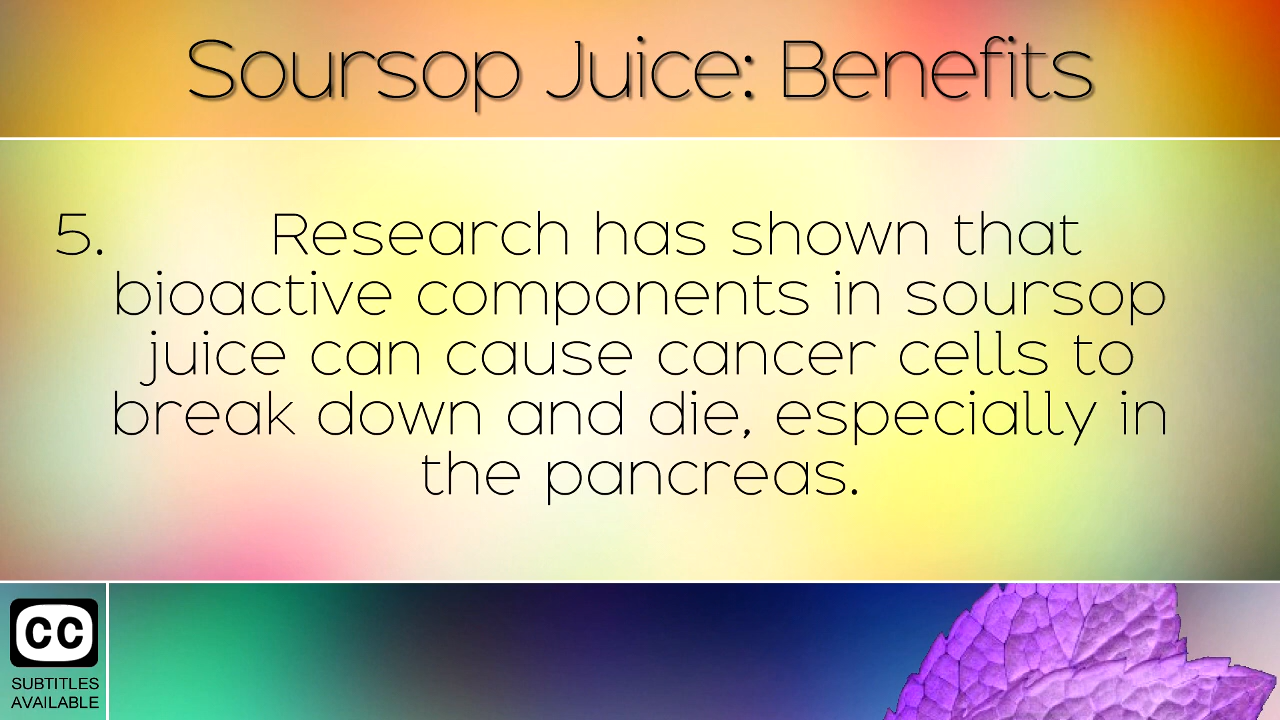 Soursop Juice: Benefits
5. Research has shown that
bioactive components in soursop
juice can cause cancer cells to
break down and die, especially in
the pancreas.
CC
SUBTITLES
AVAILABLE